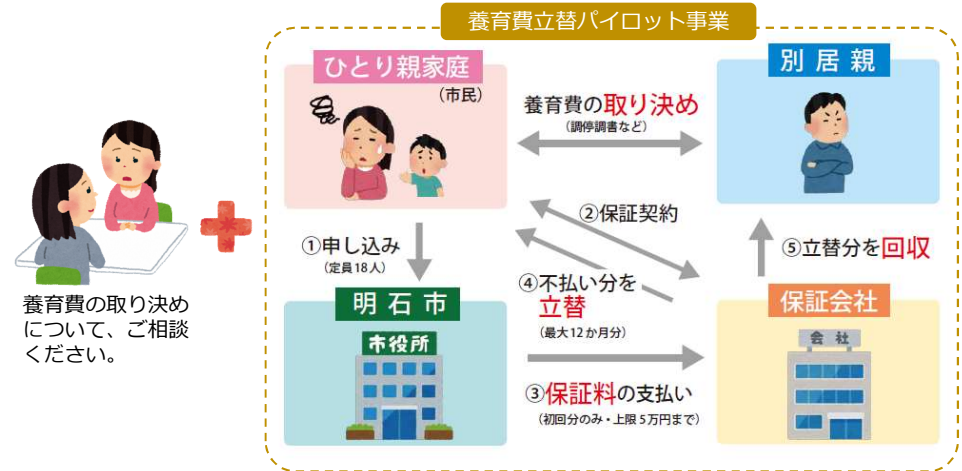 養育費立替パイロット事業
ひとり親家庭
(市民)
別居親
養育費の取り決め
(調停調書など)
②保証契約
①申し込み
(定員18人)
④不払い分を
立替
(最大12か月分)
⑤立替分を回収
明石市
市役所
保証会社
会社
③保証料の支払い
(初回分のみ・上限5万円まで)
養育費の取り決め
について、ご相談
ください。